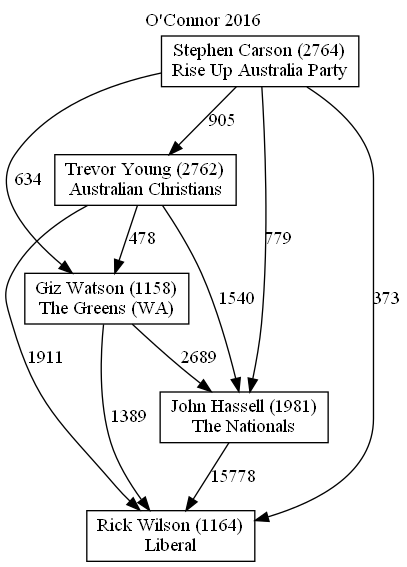 O'Connor 2016
Stephen Carson (2764)
Rise Up Australia Party
905
Trevor Young (2762)
Australian Christians
634
478
779
Giz Watson (1158)
The Greens (WA)
1540
373
1911
2689
1389
John Hassell (1981)
The Nationals
15778
Rick Wilson (1164)
Liberal